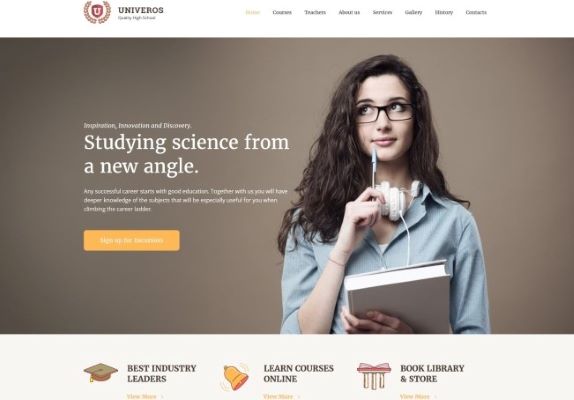 UNIVEROS
Quality High School
Home Courses Teachers About us Services Gallery History Contacts
Inspiration, Innovation and Discovery.
Studying science from
a new angle.
Any successful career starts with good education. Together with us you will have
deeper knowledge of the subjects that will be especially useful for you when
climbing the career ladder.
Sign up for Excursion
BEST INDUSTRY
LEADERS
View More
LEARN COURSES
ONLINE
View More
BOOK LIBRARY
& STORE
View More